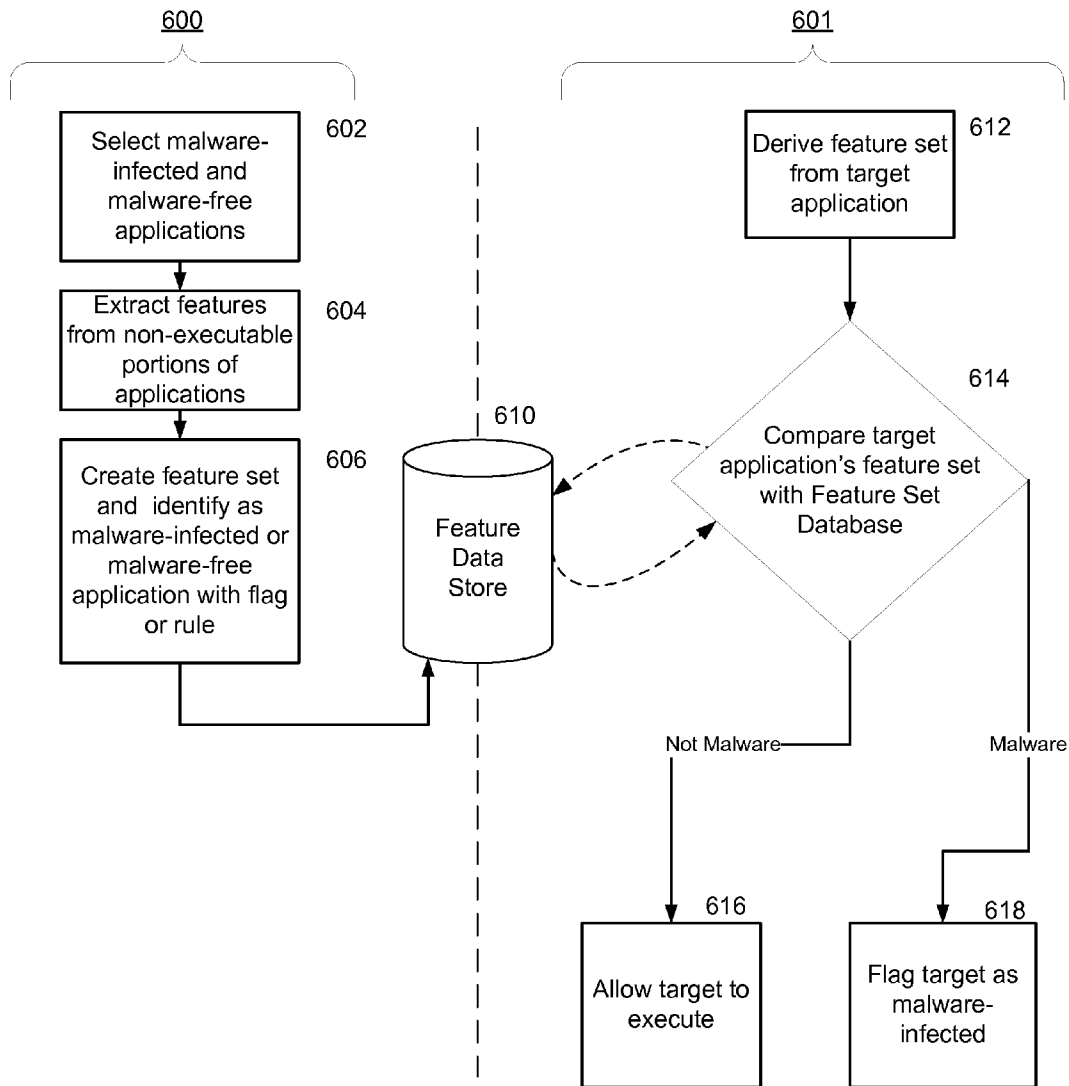 600
602
Select malware-
infected and
malware-free
applications
604
Extract features
from non-executable
portions of
applications
606
Create feature set
and identify as
malware-infected or
malware-free
application with flag
or rule
610
Feature
Data
Store
601
612
Derive feature set
from target
application
614
Compare target
application's feature set
with Feature Set
Database
Not Malware
Malware
616
Allow target to
execute
618
Flag target as
malware-
infected